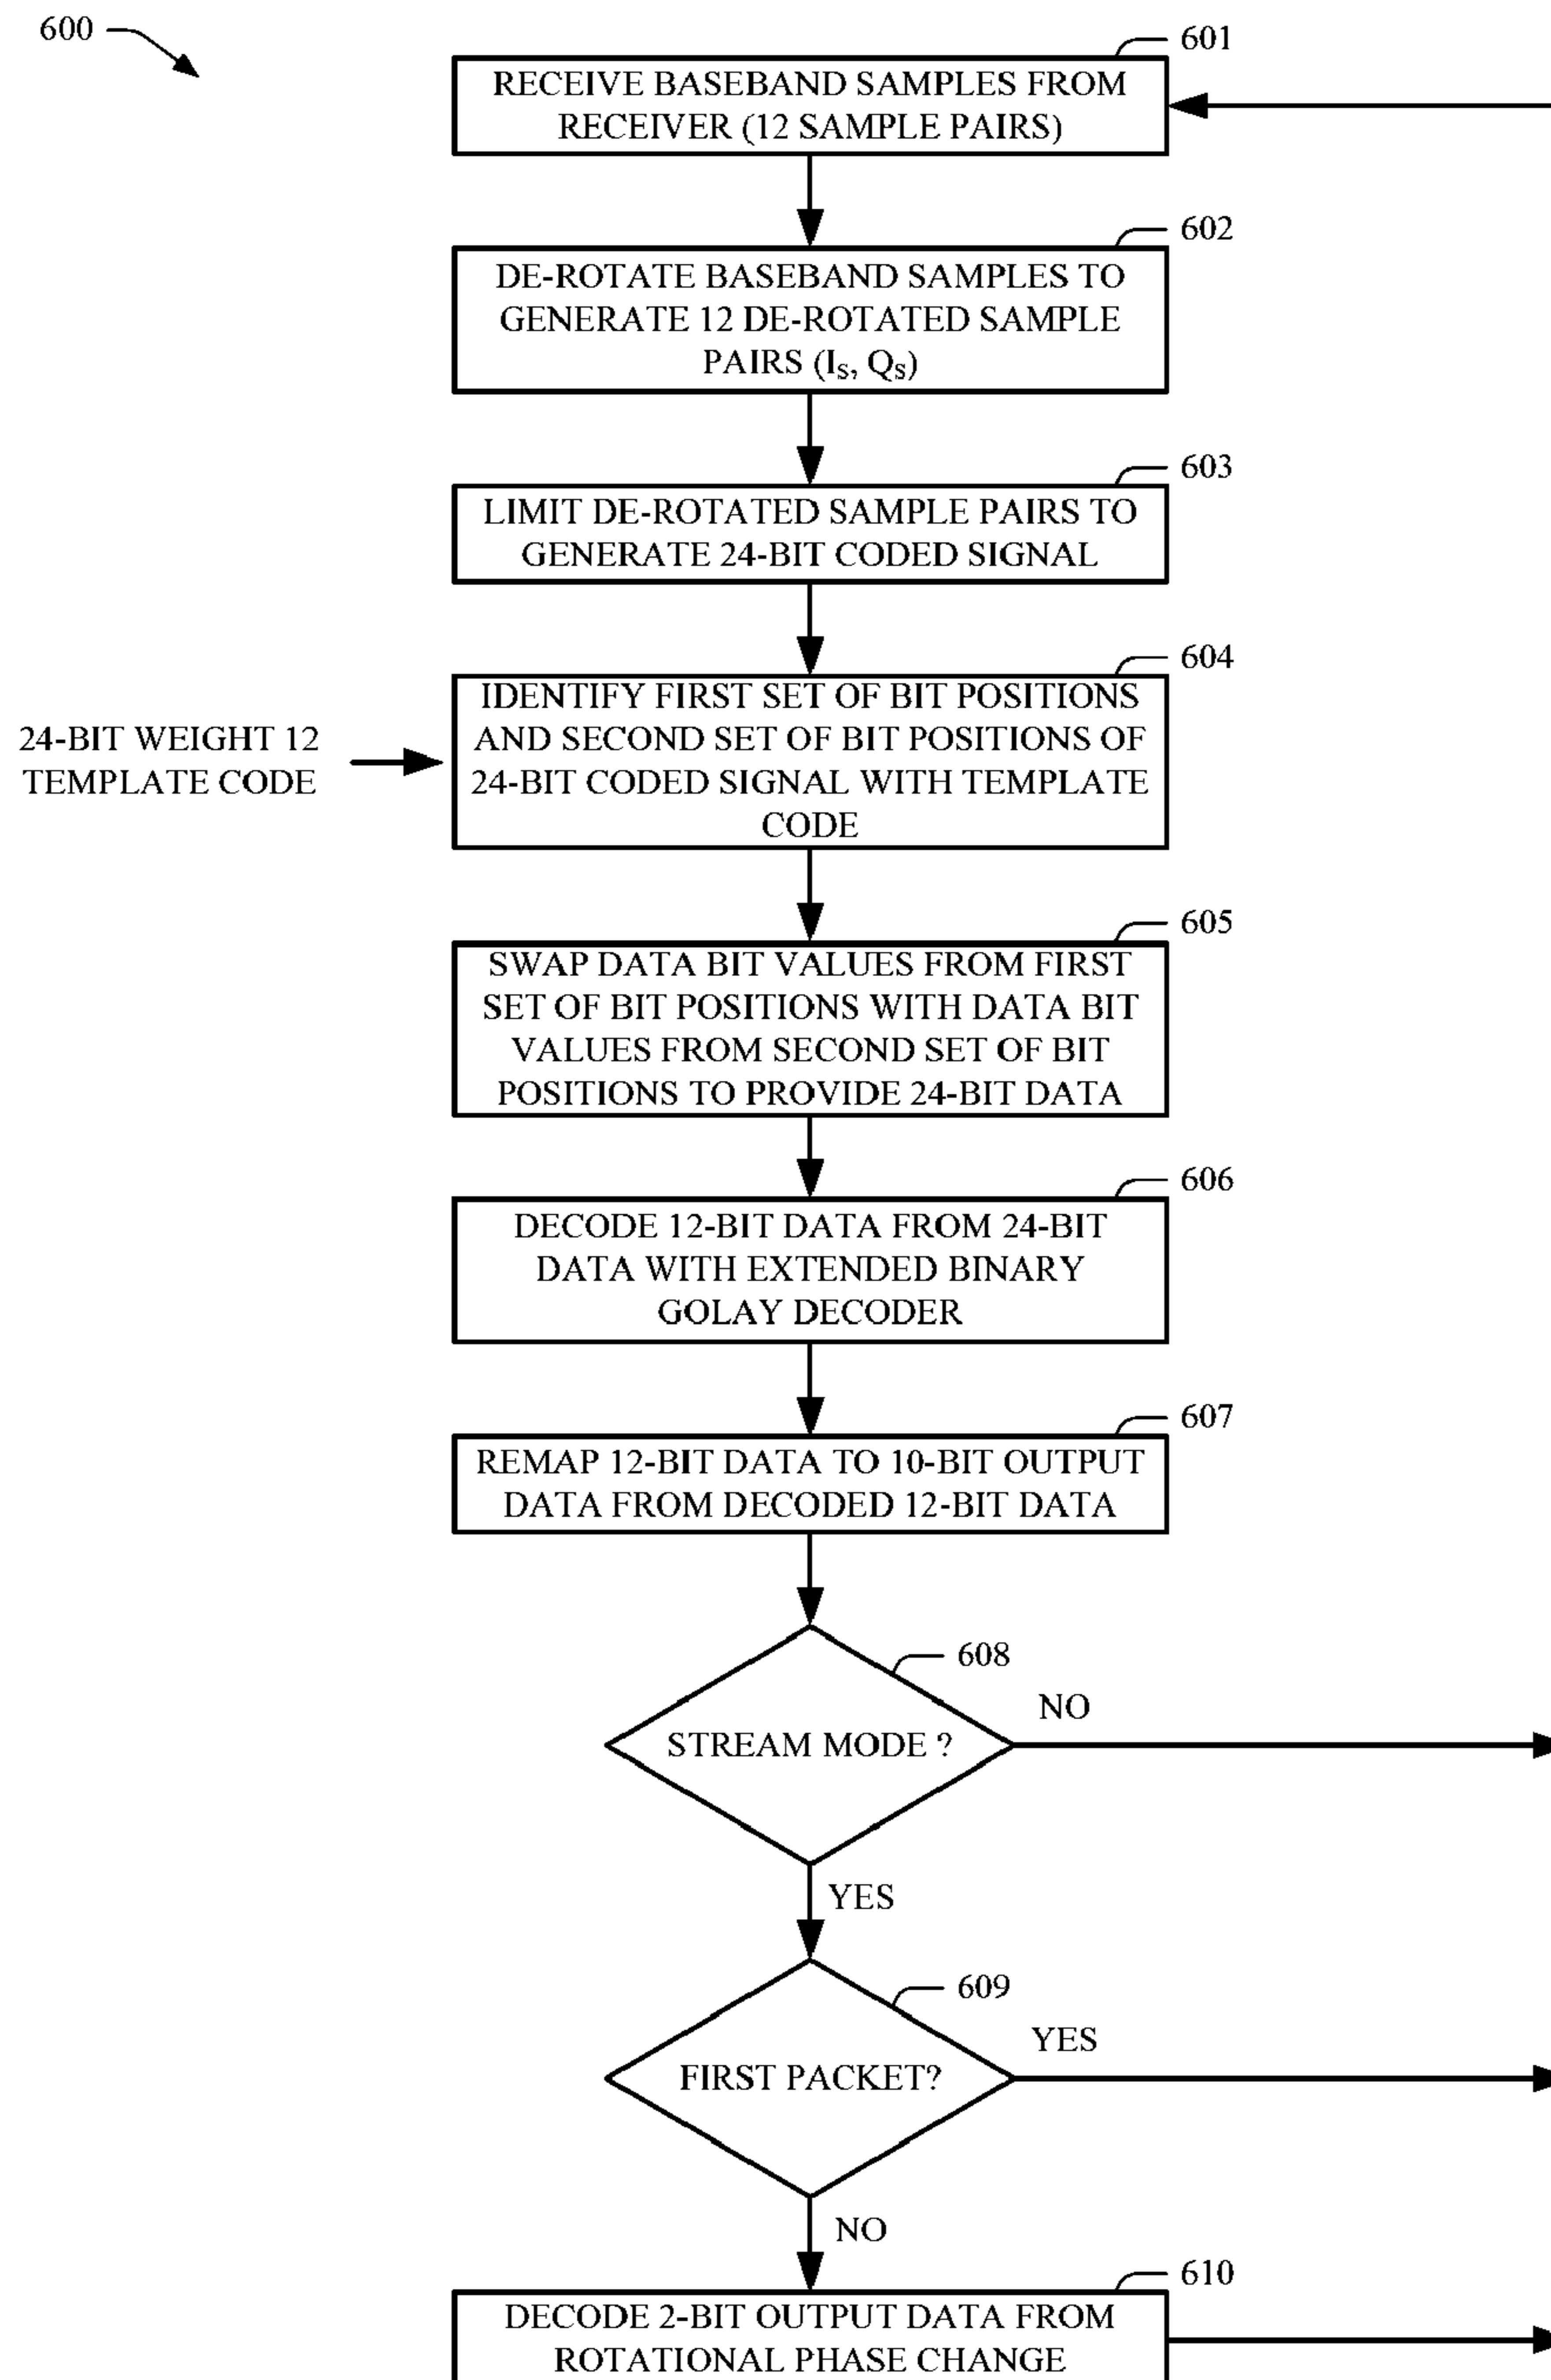 600
601
RECEIVE BASEBAND SAMPLES FROM
RECEIVER (12 SAMPLE PAIRS)
602
DE-ROTATE BASEBAND SAMPLES TO
GENERATE 12 DE-ROTATED SAMPLE
PAIRS (IS, QS)
603
LIMIT DE-ROTATED SAMPLE PAIRS TO
GENERATE 24-BIT CODED SIGNAL
604
24-BIT WEIGHT 12
TEMPLATE CODE
IDENTIFY FIRST SET OF BIT POSITIONS
AND SECOND SET OF BIT POSITIONS OF
24-BIT CODED SIGNAL WITH TEMPLATE
CODE
605
SWAP DATA BIT VALUES FROM FIRST
SET OF BIT POSITIONS WITH DATA BIT
VALUES FROM SECOND SET OF BIT
POSITIONS TO PROVIDE 24-BIT DATA
606
DECODE 12-BIT DATA FROM 24-BIT
DATA WITH EXTENDED BINARY
GOLAY DECODER
607
REMAP 12-BIT DATA TO 10-BIT OUTPUT
DATA FROM DECODED 12-BIT DATA
608
NO
STREAM MODE ?
YES
609
YES
FIRST PACKET?
NO
610
DECODE 2-BIT OUTPUT DATA FROM
ROTATIONAL PHASE CHANGE